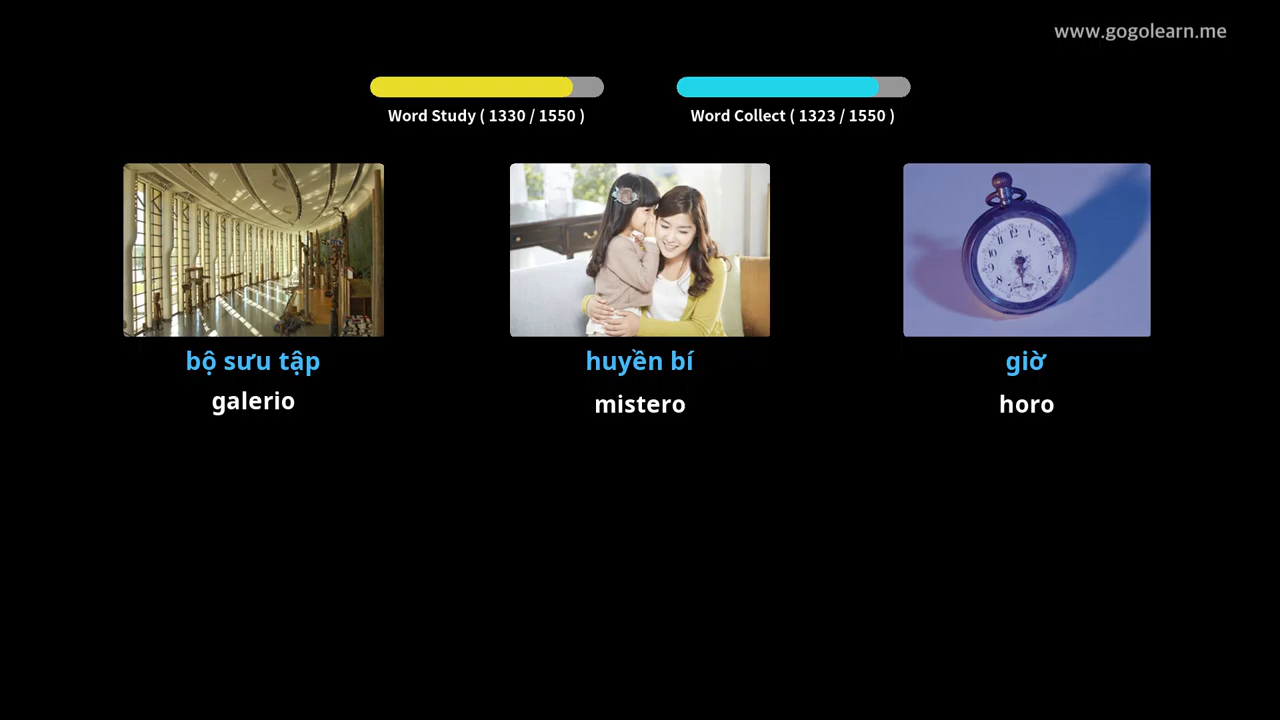 www.gogolearn.me
Word Study ( 1330 / 1550 )
Word Collect ( 1323 / 1550 )
bộ sưu tập
huyền bí
giờ
galerio
mistero
horo